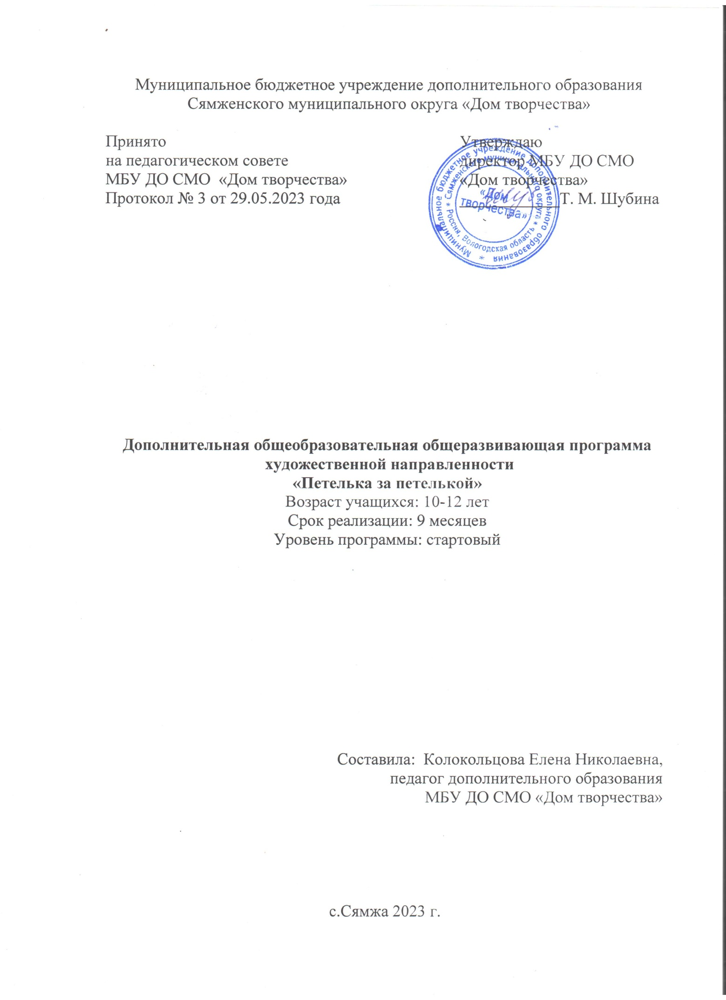 Муниципальное бюджетное учреждение дополнительного образования
Сямженского муниципального округа «Дом творчества»
Принято
на педагогическом совете
МБУ ДО СМО «Дом творчества»
Протокол № 3 от 29.05.2023 года
Утверждаю
директор МБУ ДО СМО
«Дом творчества»
____________Т. М. Шубина
Муниципальное бюджетное учреждение дополнительного образования *
* Сямженского муниципального округа * Россия, Вологодская область
«Дом
творчества»
Дополнительная общеобразовательная общеразвивающая программа
художественной направленности
«Петелька за петелькой»
Возраст учащихся: 10-12 лет
Срок реализации: 9 месяцев
Уровень программы: стартовый
Составила: Колокольцова Елена Николаевна,
педагог дополнительного образования
МБУ ДО СМО «Дом творчества»
с.Сямжа 2023 г.